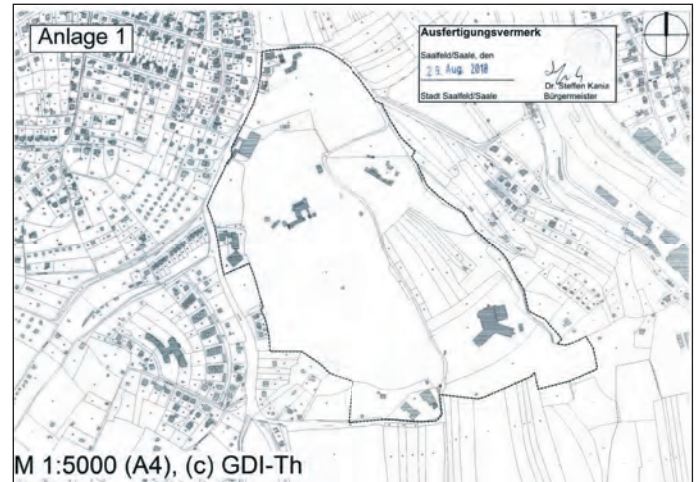 Anlage 1
Ausfertigungsvermerk
Saalfeld/Saale, den
29. Aug. 2018
Dr. Steffen Kania
Stadt Saalfeld/Saale
Bürgermeister
M 1:5000 (A4), (c) GDI-Th